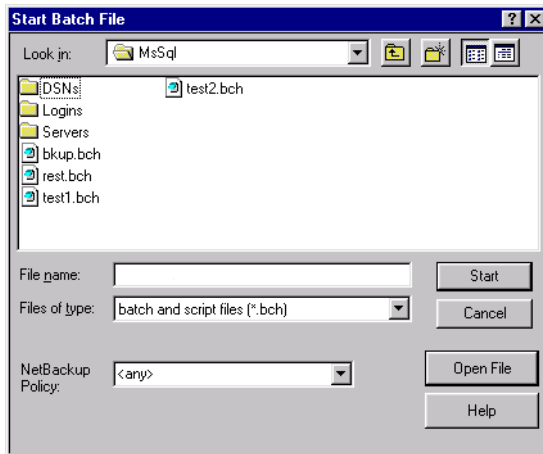 Start Batch File
Look in: MsSql
DSNs test2.bch
Logins
Servers
bkup.bch
rest.bch
test1.bch
File name: Start
Files of type: batch and script files (*.bch) Cancel
NetBackup Policy: <any> Open File
Help